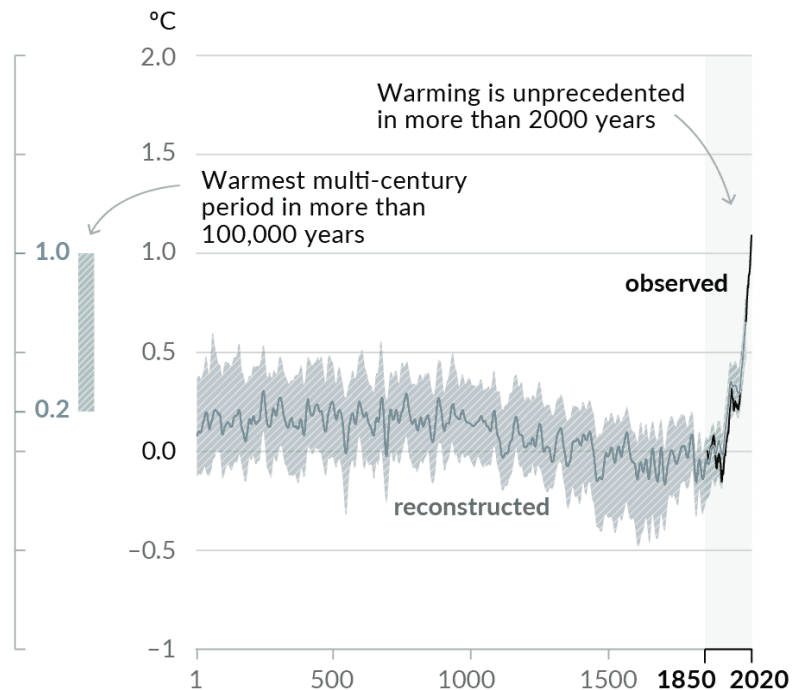 °C
2.0
Warming is unprecedented
in more than 2000 years
1.5
Warmest multi-century
period in more than
100,000 years
1.0
1.0
observed
0.5
0.2
0.0
reconstructed
−0.5
−1
1
500
1000
1500
1850
2020